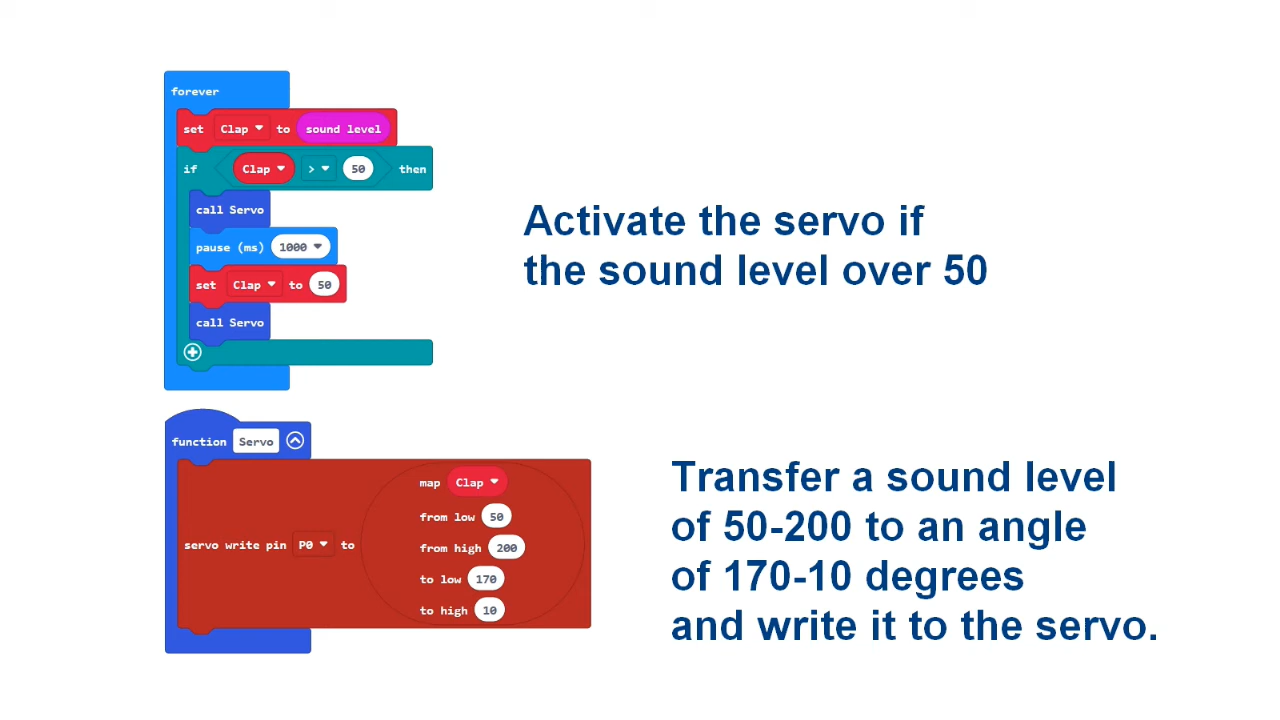 forever
set Clap to sound level
if Clap > 50 then
call Servo
pause (ms) 1000
set Clap to 50
call Servo
Activate the servo if
the sound level over 50
function Servo
servo write pin P0 to
map Clap
from low 50
from high 200
to low 170
to high 10
Transfer a sound level
of 50-200 to an angle
of 170-10 degrees
and write it to the servo.